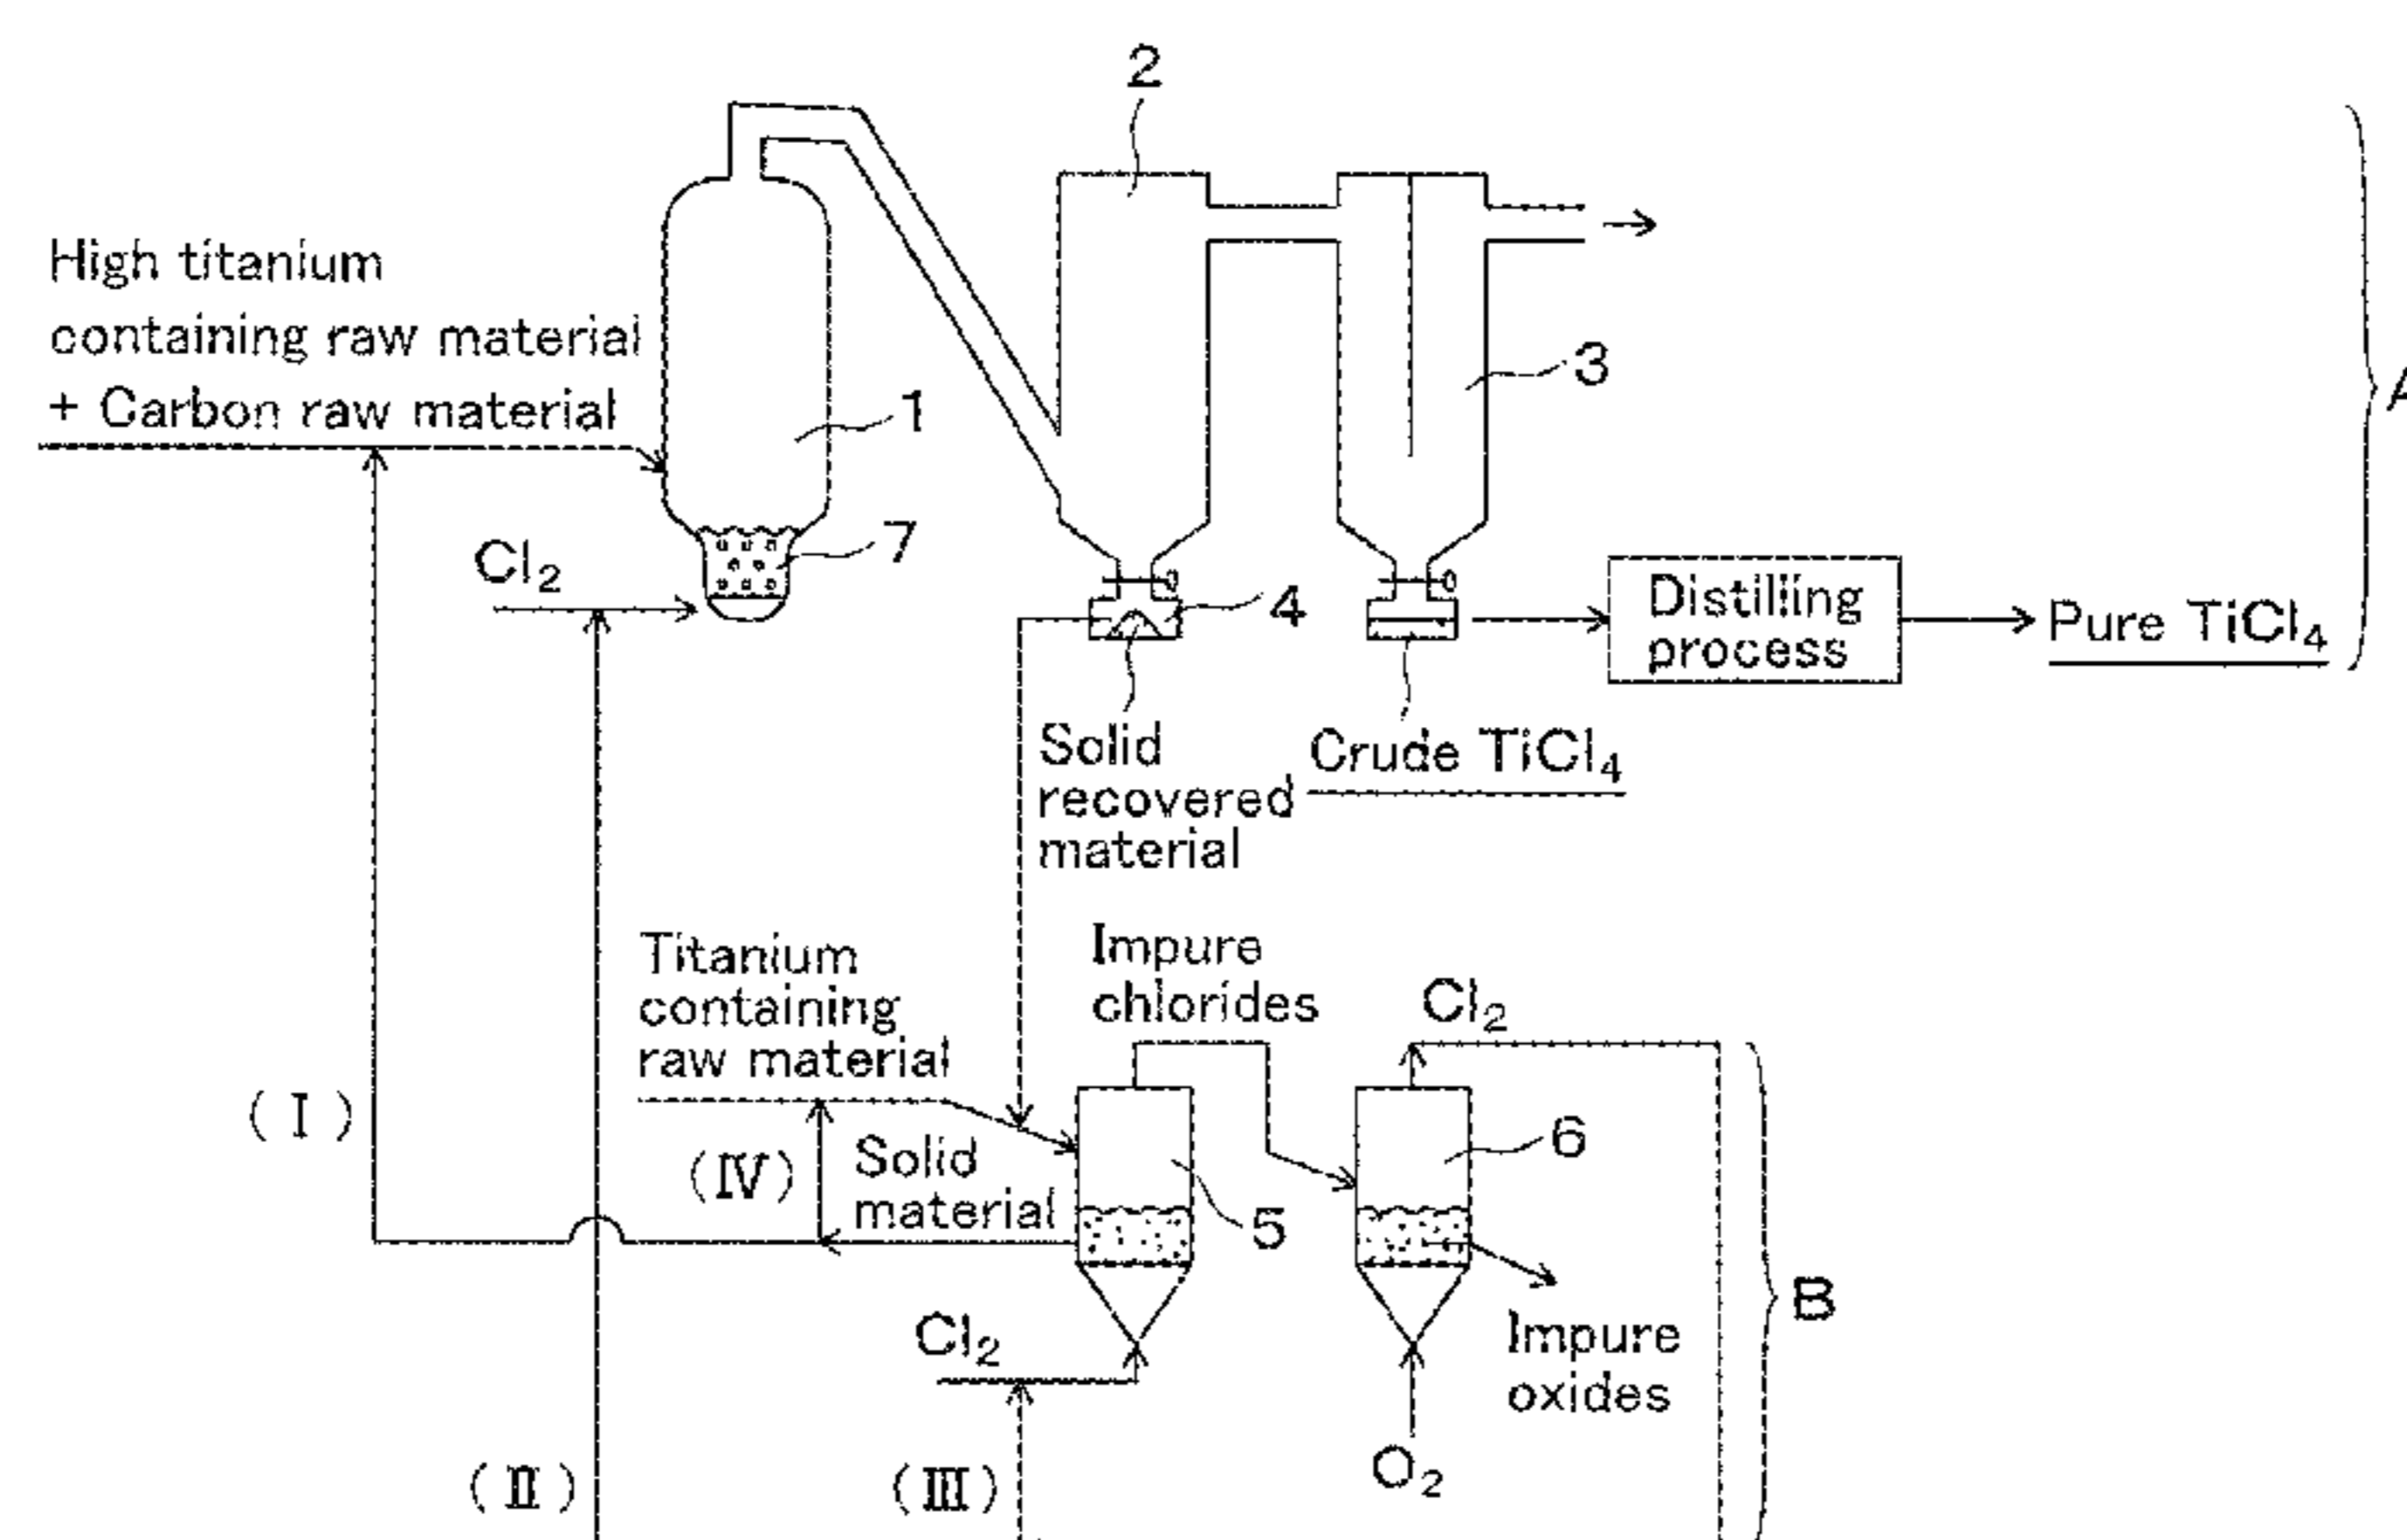 2
High titanium
containing raw material
+ Carbon raw material
1
3
A
7
Cl₂
4
Distilling
process
Pure TiCl₄
Solid
recovered
material
Crude TiCl₄
Titanium
containing
raw material
Impure
chlorides
Cl₂
(Ⅰ)
(Ⅳ)
Solid
material
5
6
B
Cl₂
Impure
oxides
O₂
(Ⅱ)
(Ⅲ)